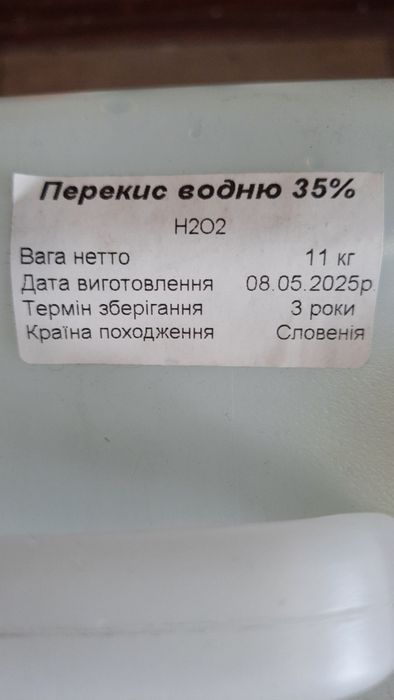 Перекис водню 35%
H2O2
Вага нетто 11 кг
Дата виготовлення 08.05.2025р.
Термін зберігання 3 роки
Країна походження Словенія